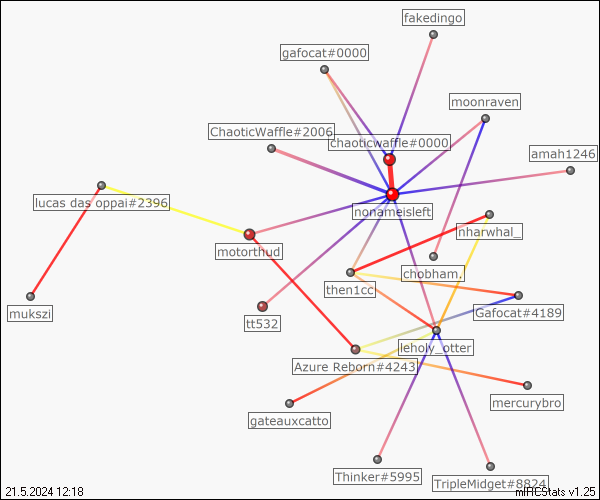 fakedingo
gafocat#0000
moonraven
ChaoticWaffle#2006
chaoticwaffle#0000
amah1246
lucas das oppai#2396
nonameisleft
nharwhal_
motorthud
chobham.
then1cc
mukszi
tt532
Gafocat#4189
leholy_otter
Azure Reborn#4243
mercurybro
gateauxcatto
Thinker#5995
TripleMidget#8824
21.5.2024 12:18
mIRCStats v1.25